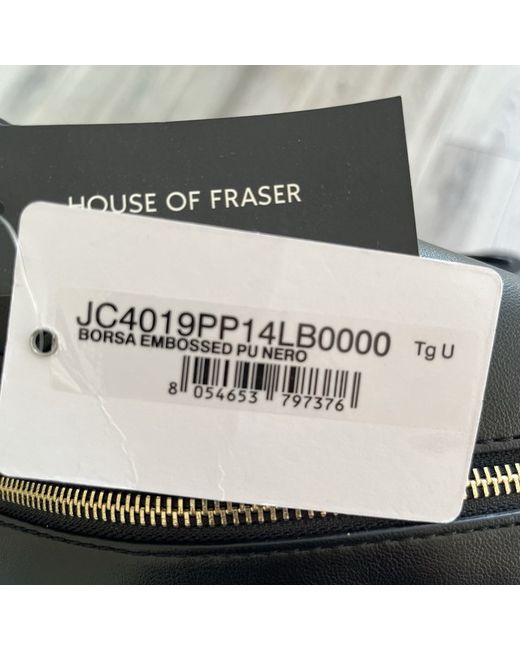 HOUSE OF FRASER
JC4019PP14LB0000 Tg U
BORSA EMBOSSED PU NERO
8 054653 797376